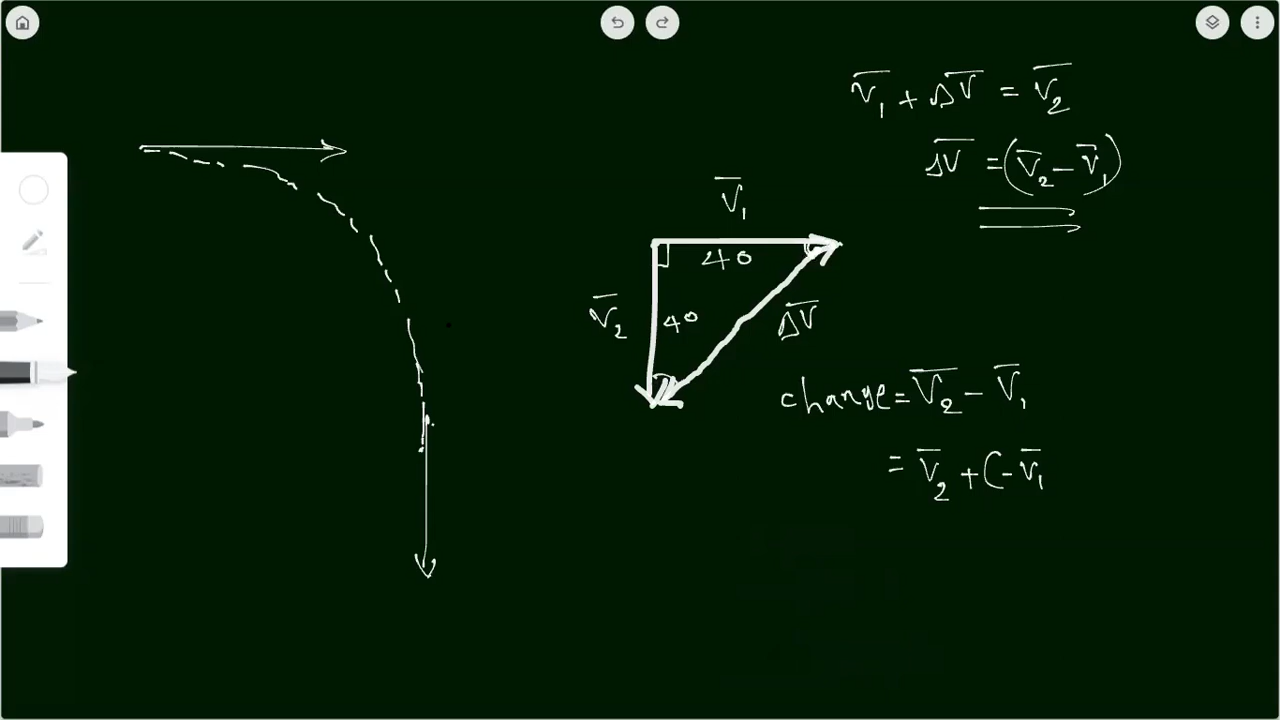 V̅₁ + ΔV̅ = V̅₂
ΔV̅ = (V̅₂ − V̅₁)
V̅₁
40
V̅₂
40
ΔV̅
change = V̅₂ − V̅₁
= V̅₂ + (−V̅₁